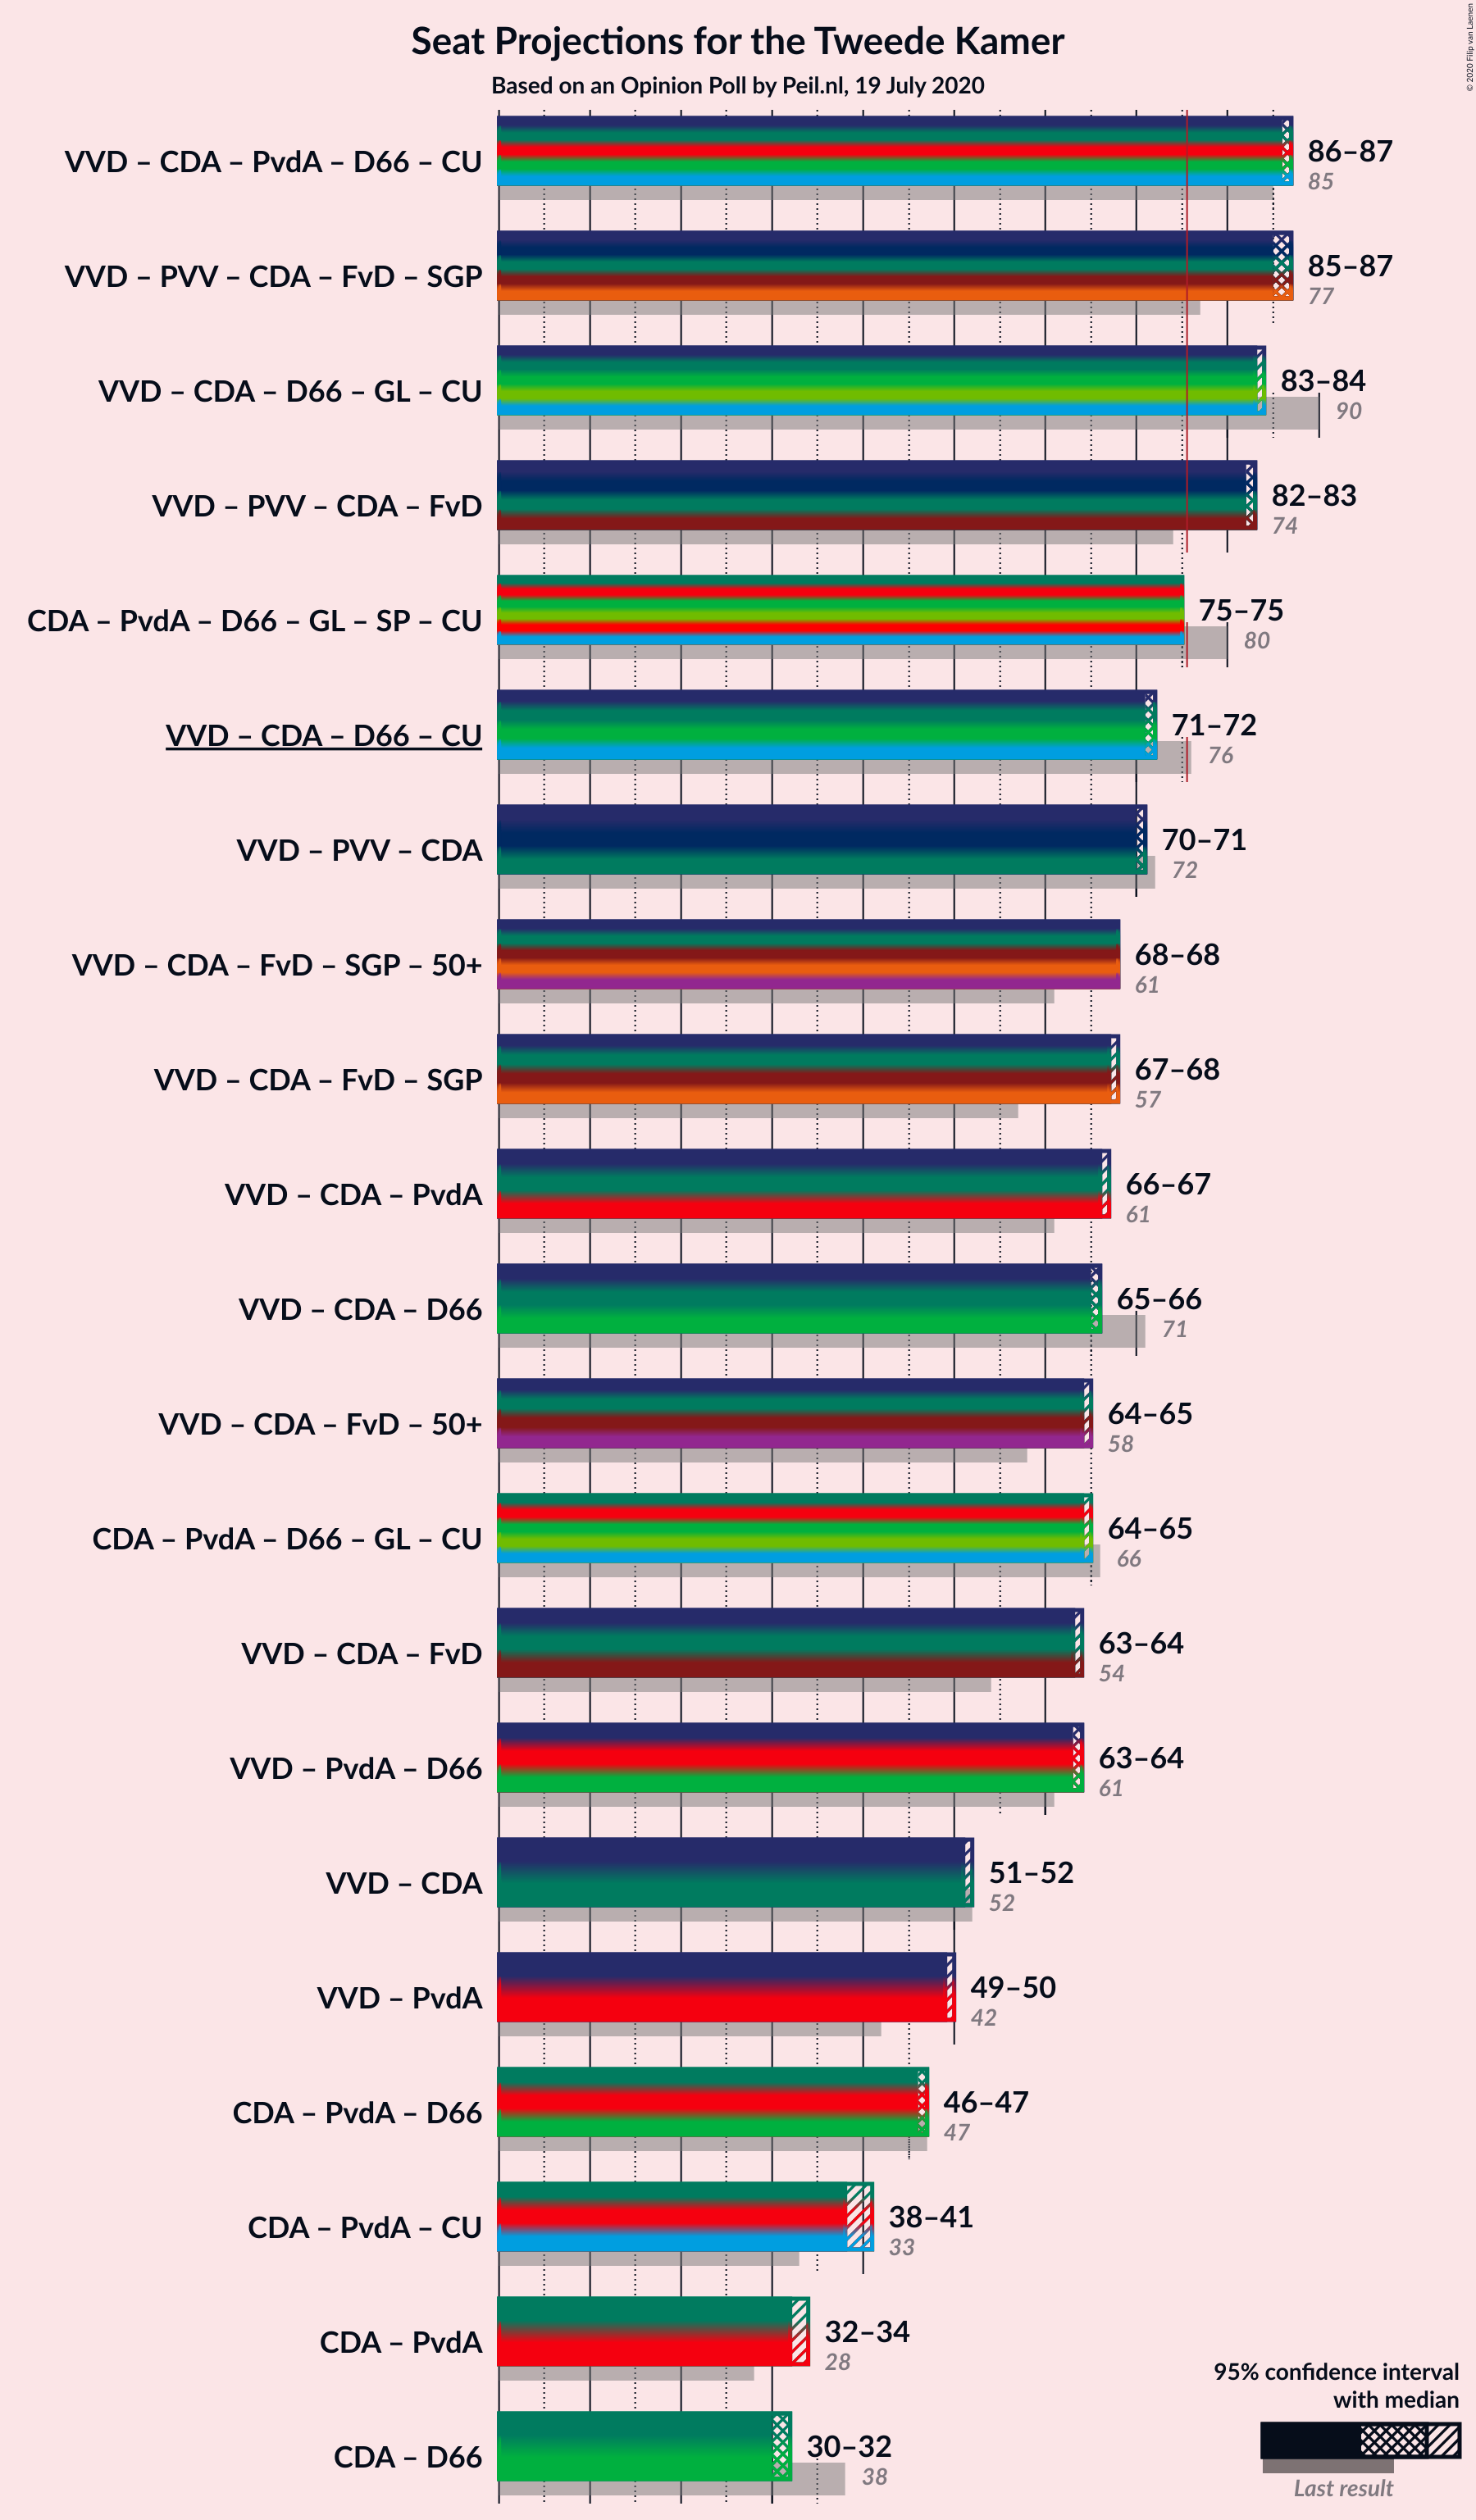 Seat Projections for the Tweede Kamer
Based on an Opinion Poll by Peil.nl, 19 July 2020
© 2020 Filip van Laenen
VVD – CDA – PvdA – D66 – CU
86–87
85
VVD – PVV – CDA – FvD – SGP
85–87
77
VVD – CDA – D66 – GL – CU
83–84
90
VVD – PVV – CDA – FvD
82–83
74
CDA – PvdA – D66 – GL – SP – CU
75–75
80
VVD – CDA – D66 – CU
71–72
76
VVD – PVV – CDA
70–71
72
VVD – CDA – FvD – SGP – 50+
68–68
61
VVD – CDA – FvD – SGP
67–68
57
VVD – CDA – PvdA
66–67
61
VVD – CDA – D66
65–66
71
VVD – CDA – FvD – 50+
64–65
58
CDA – PvdA – D66 – GL – CU
64–65
66
VVD – CDA – FvD
63–64
54
VVD – PvdA – D66
63–64
61
VVD – CDA
51–52
52
VVD – PvdA
49–50
42
CDA – PvdA – D66
46–47
47
CDA – PvdA – CU
38–41
33
CDA – PvdA
32–34
28
CDA – D66
30–32
38
95% confidence interval
with median
Last result